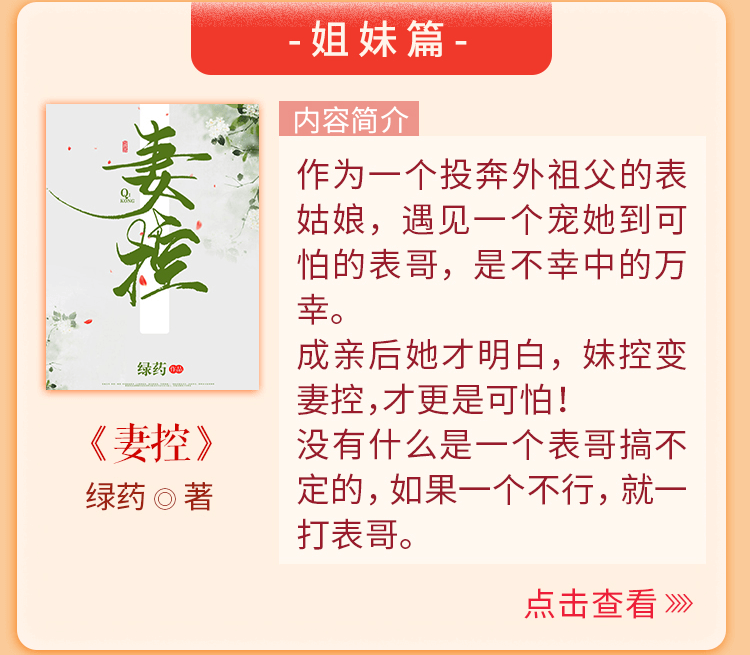 -姐妹篇-
妻控
QI
KONG
绿药
作品
《妻控》
绿药◎著
内容简介
作为一个投奔外祖父的表
姑娘，遇见一个宠她到可
怕的表哥，是不幸中的万
幸。
成亲后她才明白，妹控变
妻控，才更是可怕！
没有什么是一个表哥搞不
定的，如果一个不行，就一
打表哥。
点击查看